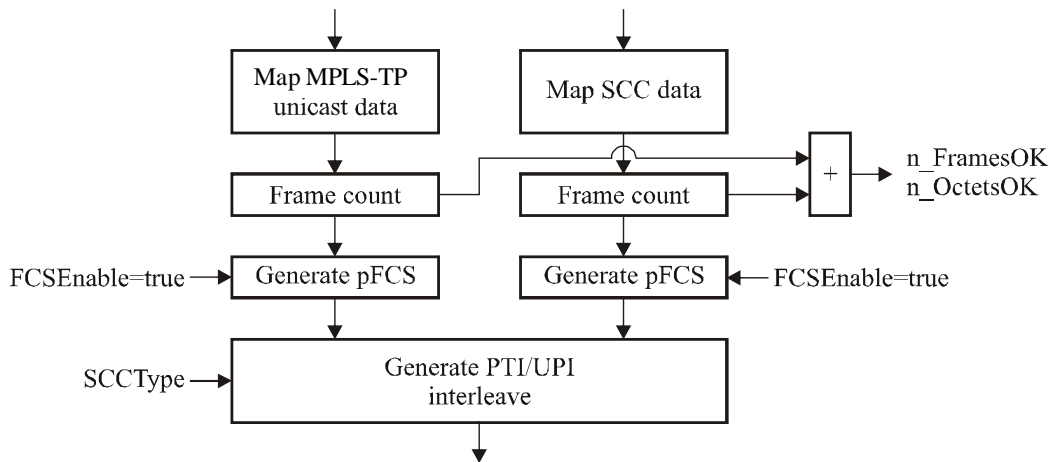 Map MPLS-TP
unicast data
Map SCC data
n_FramesOK
n_OctetsOK
+
Frame count
Frame count
FCSEnable=true
Generate pFCS
Generate pFCS
FCSEnable=true
SCCType
Generate PTI/UPI
interleave